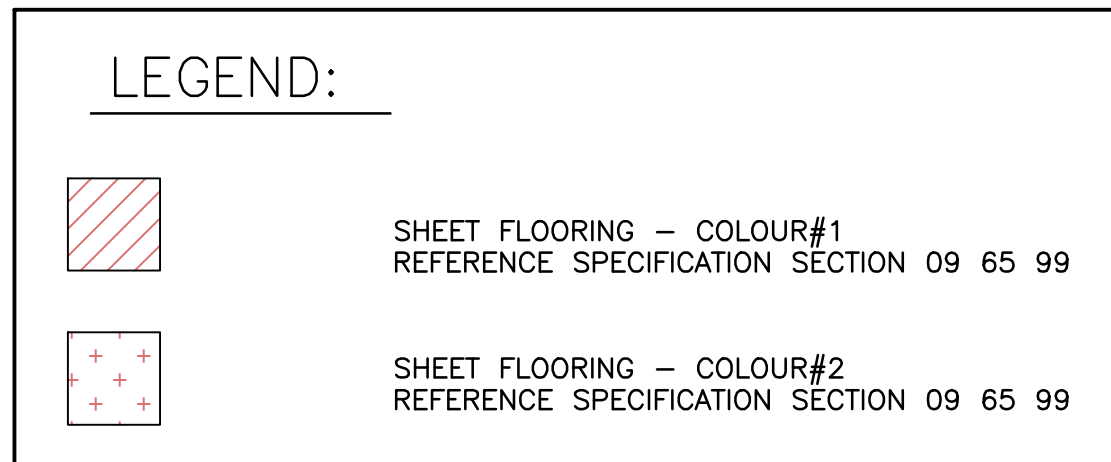 LEGEND:
SHEET FLOORING – COLOUR#1
REFERENCE SPECIFICATION SECTION 09 65 99
SHEET FLOORING – COLOUR#2
REFERENCE SPECIFICATION SECTION 09 65 99